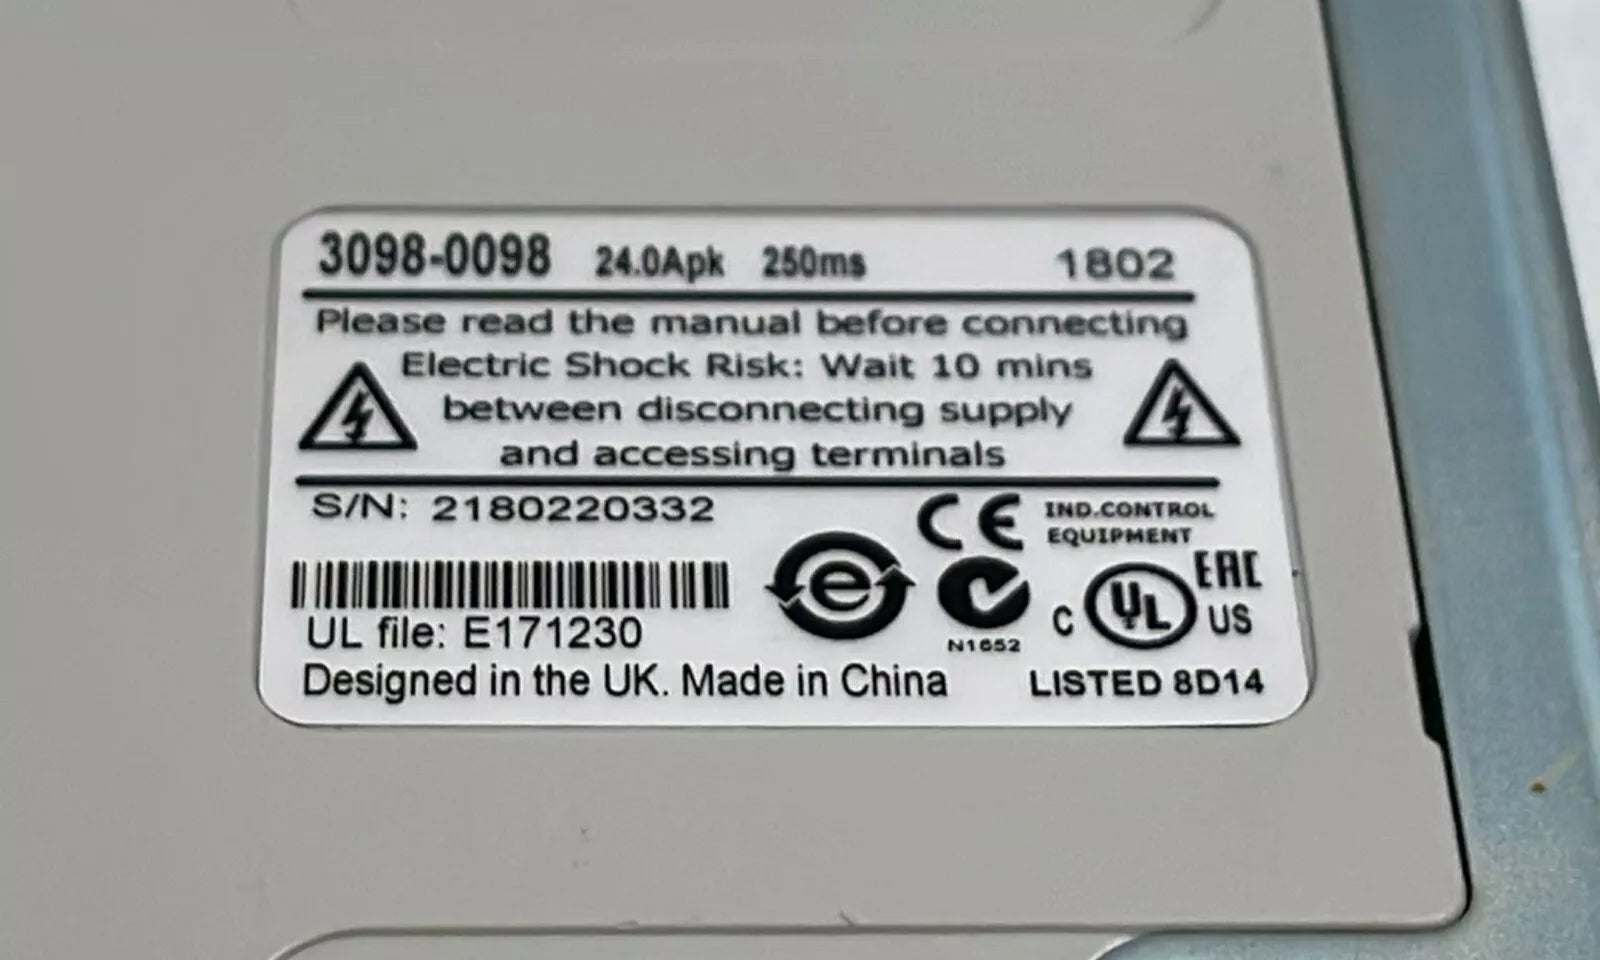 3098-0098 24.0Apk 250ms 1802
Please read the manual before connecting
Electric Shock Risk: Wait 10 mins
between disconnecting supply
and accessing terminals
S/N: 2180220332
CE IND.CONTROL
EQUIPMENT
e
N1652
C UL US
EAC
UL file: E171230
Designed in the UK. Made in China LISTED 8D14